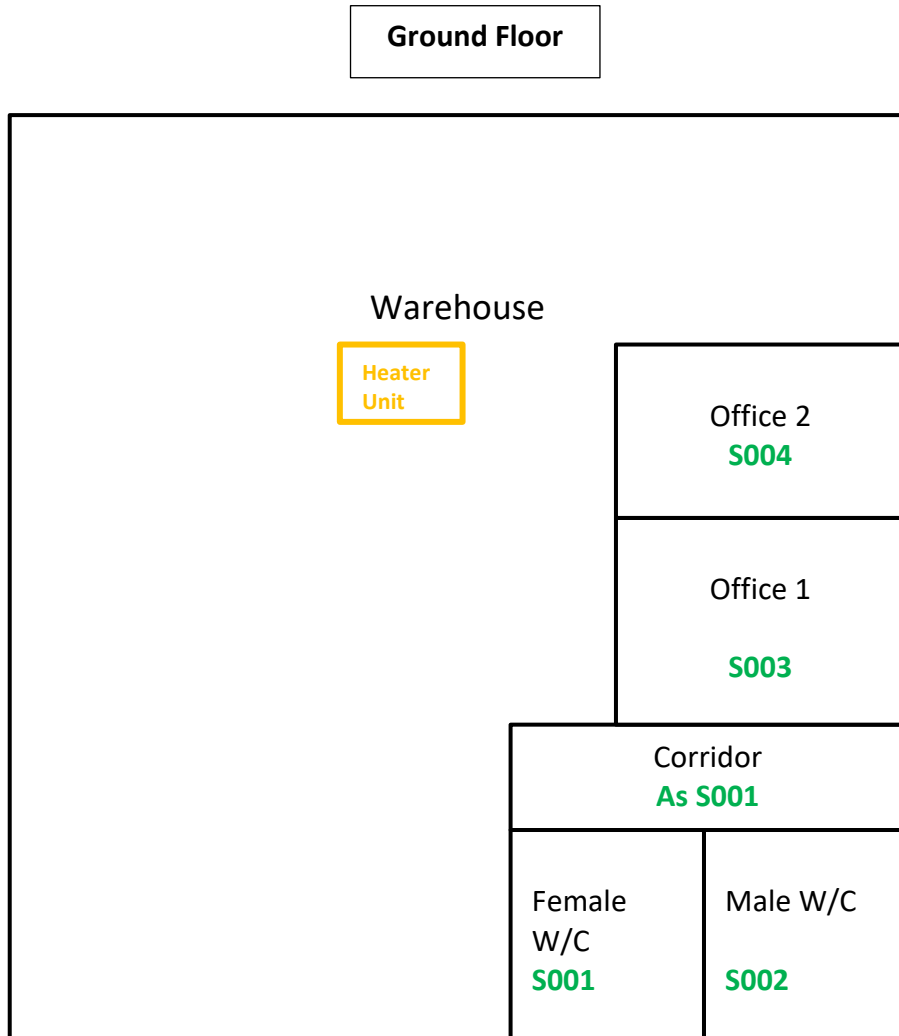 Ground Floor
Warehouse
Heater
Unit
Office 2
S004
Office 1
S003
Corridor
As S001
Female
W/C
S001
Male W/C
S002